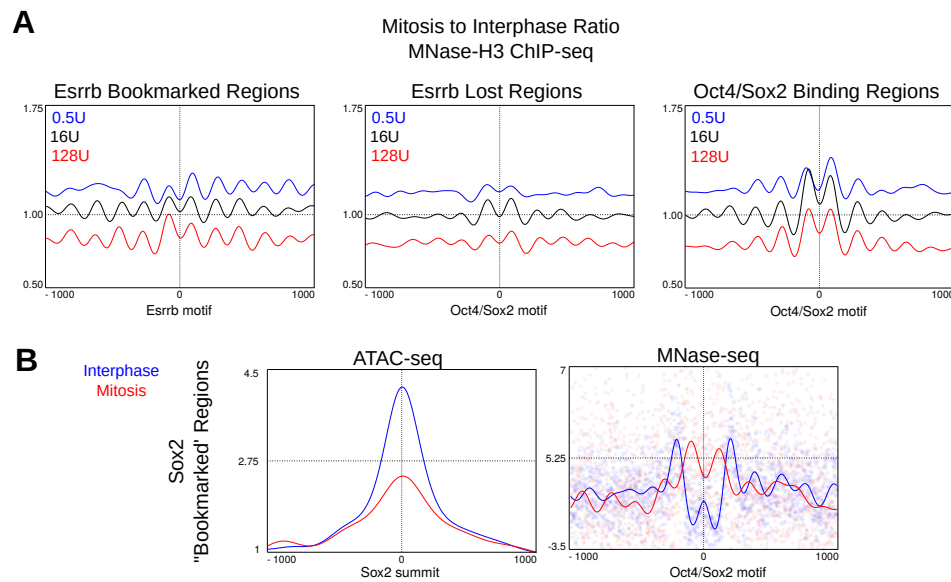 A
Mitosis to Interphase Ratio
MNase-H3 ChIP-seq
Esrrb Bookmarked Regions
1.75
0.5U
16U
128U
1.00
0.50
- 1000
0
1000
Esrrb motif
Esrrb Lost Regions
1.75
0.5U
16U
128U
1.00
0.50
- 1000
0
1000
Oct4/Sox2 motif
Oct4/Sox2 Binding Regions
1.75
0.5U
16U
128U
1.00
0.50
- 1000
0
1000
Oct4/Sox2 motif
B
Interphase
Mitosis
Sox2
"Bookmarked' Regions
ATAC-seq
4.5
2.75
1
- 1000
0
1000
Sox2 summit
MNase-seq
7
5.25
-3.5
- 1000
0
1000
Oct4/Sox2 motif